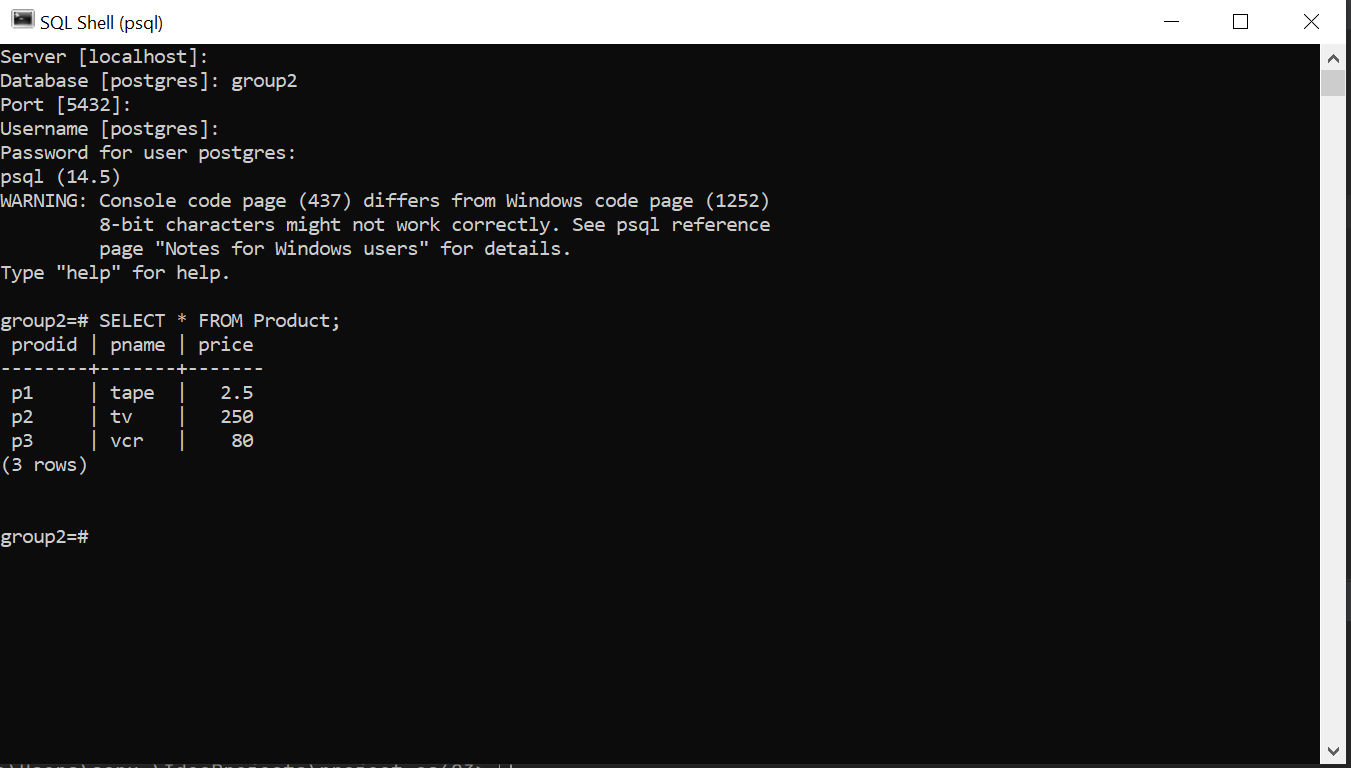 SQL Shell (psql)
Server [localhost]:
Database [postgres]: group2
Port [5432]:
Username [postgres]:
Password for user postgres:
psql (14.5)
WARNING: Console code page (437) differs from Windows code page (1252)
         8-bit characters might not work correctly. See psql reference
         page "Notes for Windows users" for details.
Type "help" for help.

group2=# SELECT * FROM Product;
 prodid | pname | price
--------+-------+-------
 p1     | tape  |   2.5
 p2     | tv    |   250
 p3     | vcr   |    80
(3 rows)


group2=#